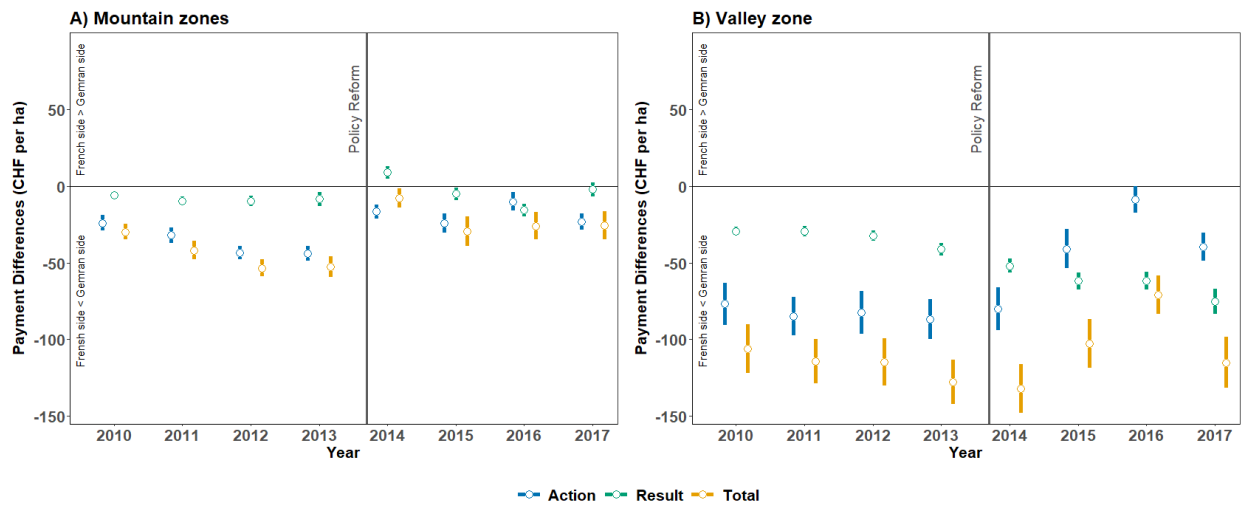 A) Mountain zones
Payment Differences (CHF per ha)
50
0
-50
-100
-150
French side > Gemran side
Frensh side < Gemran side
Policy Reform
2010 2011 2012 2013 2014 2015 2016 2017
Year
B) Valley zone
Payment Differences (CHF per ha)
50
0
-50
-100
-150
French side > Gemran side
Frensh side < Gemran side
Policy Reform
2010 2011 2012 2013 2014 2015 2016 2017
Year
Action Result Total